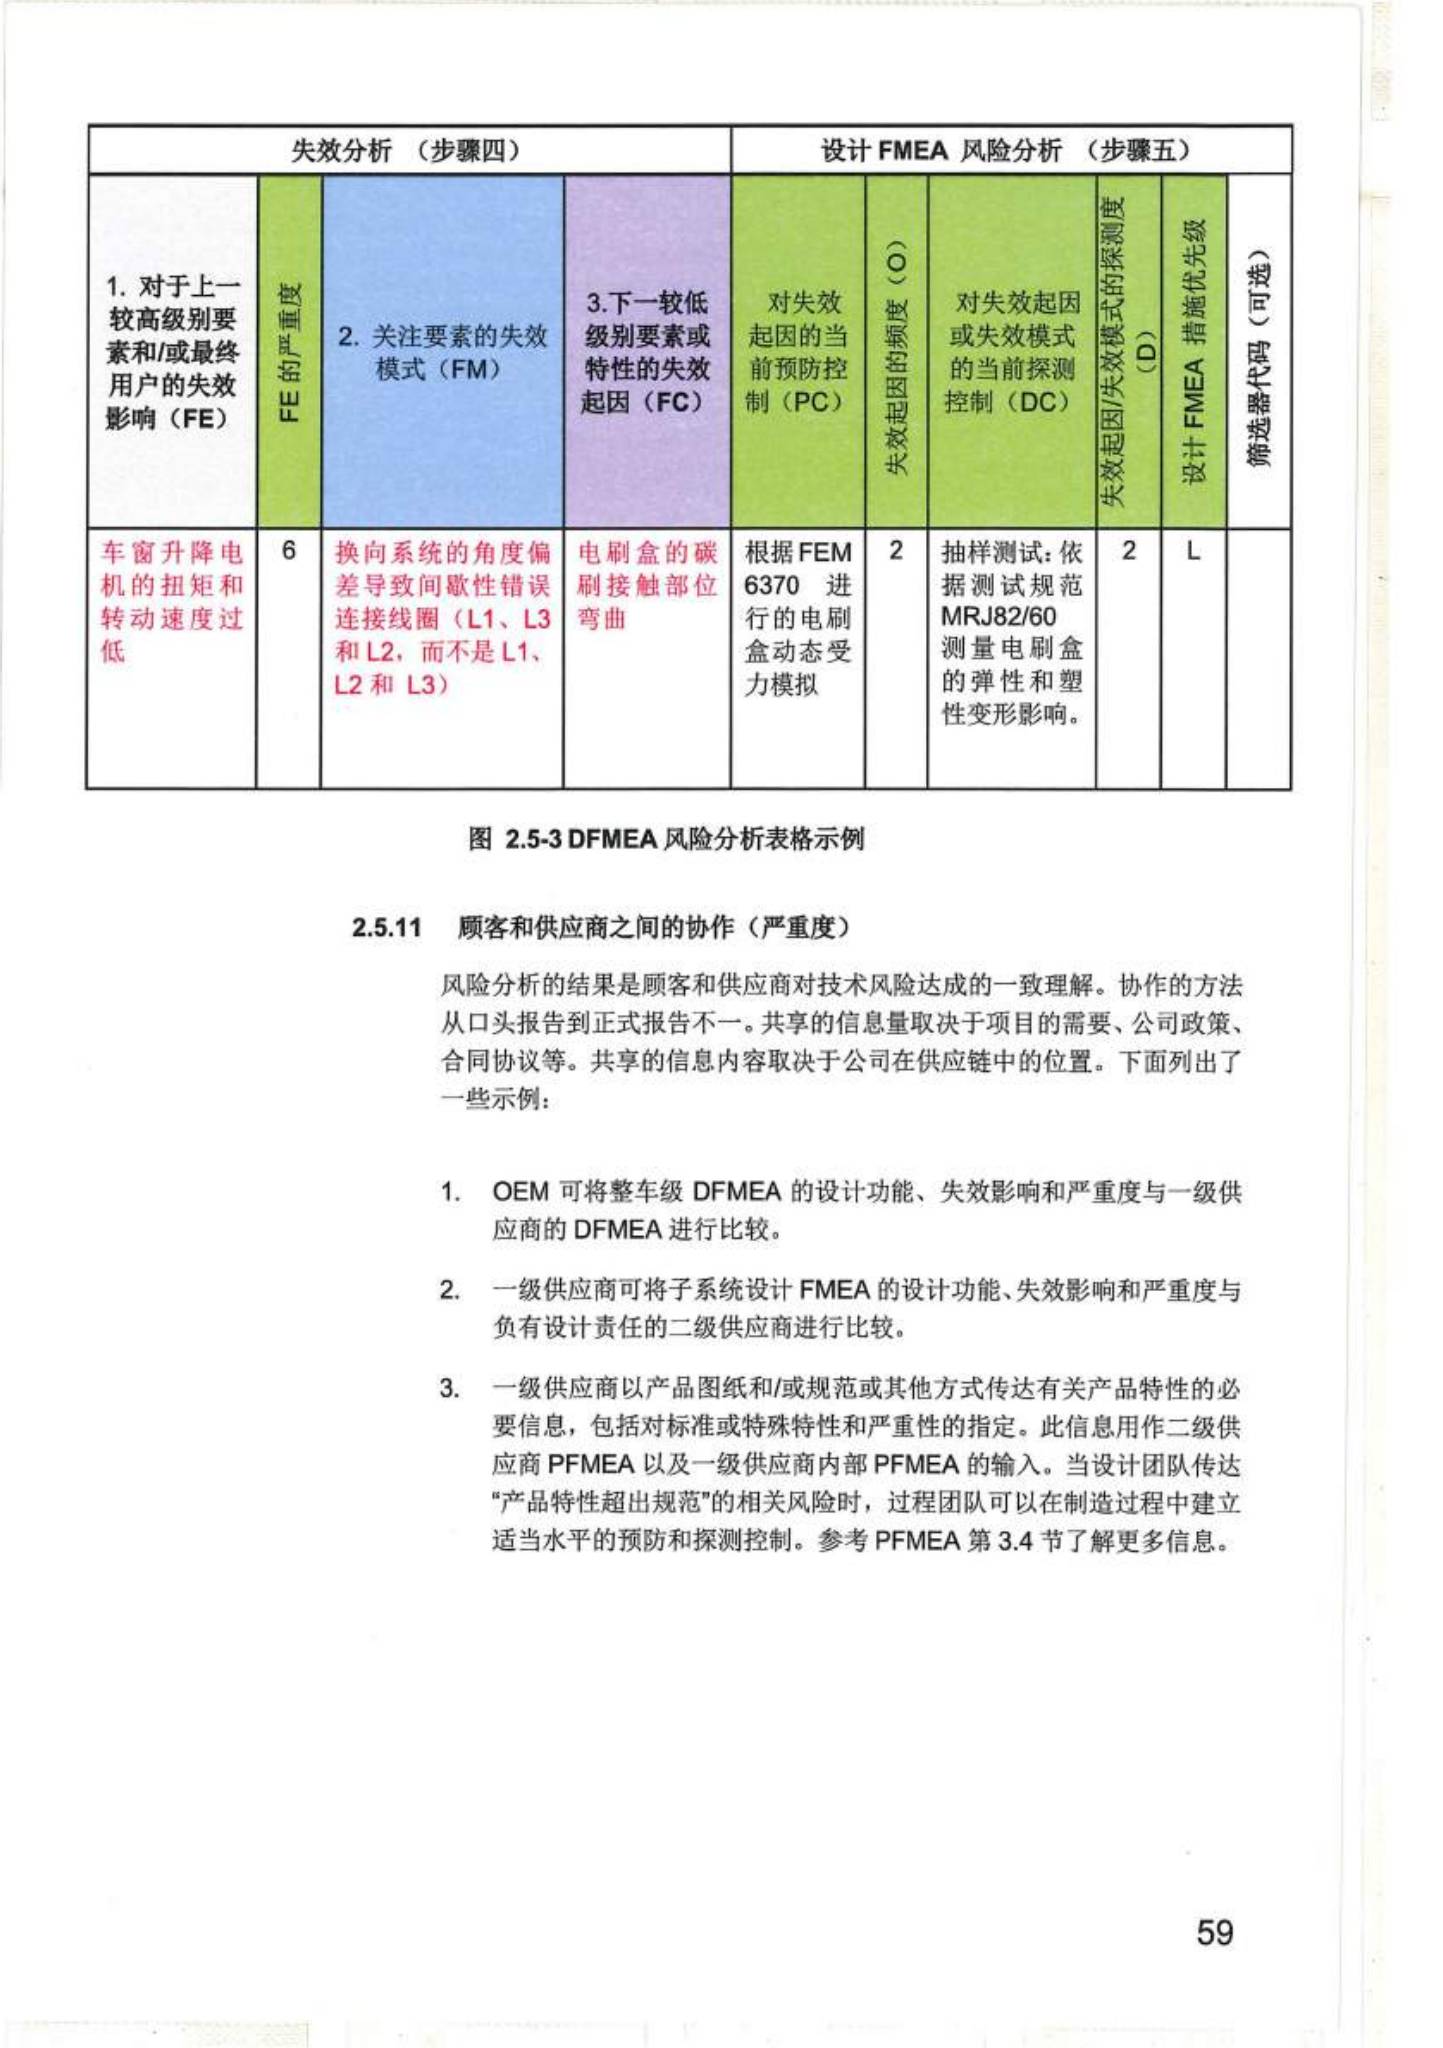 失效分析 （步骤四）
设计 FMEA 风险分析 （步骤五）
1. 对于上一
较高级别要
素和/或最终
用户的失效
影响（FE）
FE 的严重度
2. 关注要素的失效
模式（FM）
3.下一较低
级别要素或
特性的失效
起因（FC）
对失效
起因的当
前预防控
制（PC）
失效起因的频度（O）
对失效起因
或失效模式
的当前探测
控制（DC）
失效起因/失效模式的探测度
（D）
设计 FMEA 措施优先级
筛选器代码（可选）
车窗升降电
机的扭矩和
转动速度过
低
6
换向系统的角度偏
差导致间歇性错误
连接线圈（L1、L3
和 L2，而不是 L1、
L2 和 L3）
电刷盒的碳
刷接触部位
弯曲
根据 FEM
6370 进
行的电刷
盒动态受
力模拟
2
抽样测试：依
据测试规范
MRJ82/60
测量电刷盒
的弹性和塑
性变形影响。
2
L
图 2.5-3 DFMEA 风险分析表格示例
2.5.11 顾客和供应商之间的协作（严重度）
风险分析的结果是顾客和供应商对技术风险达成的一致理解。协作的方法
从口头报告到正式报告不一。共享的信息量取决于项目的需要、公司政策、
合同协议等。共享的信息内容取决于公司在供应链中的位置。下面列出了
一些示例：
1. OEM 可将整车级 DFMEA 的设计功能、失效影响和严重度与一级供
应商的 DFMEA 进行比较。
2. 一级供应商可将子系统设计 FMEA 的设计功能、失效影响和严重度与
负有设计责任的二级供应商进行比较。
3. 一级供应商以产品图纸和/或规范或其他方式传达有关产品特性的必
要信息，包括对标准或特殊特性和严重性的指定。此信息用作二级供
应商 PFMEA 以及一级供应商内部 PFMEA 的输入。当设计团队传达
“产品特性超出规范”的相关风险时，过程团队可以在制造过程中建立
适当水平的预防和探测控制。参考 PFMEA 第 3.4 节了解更多信息。
59